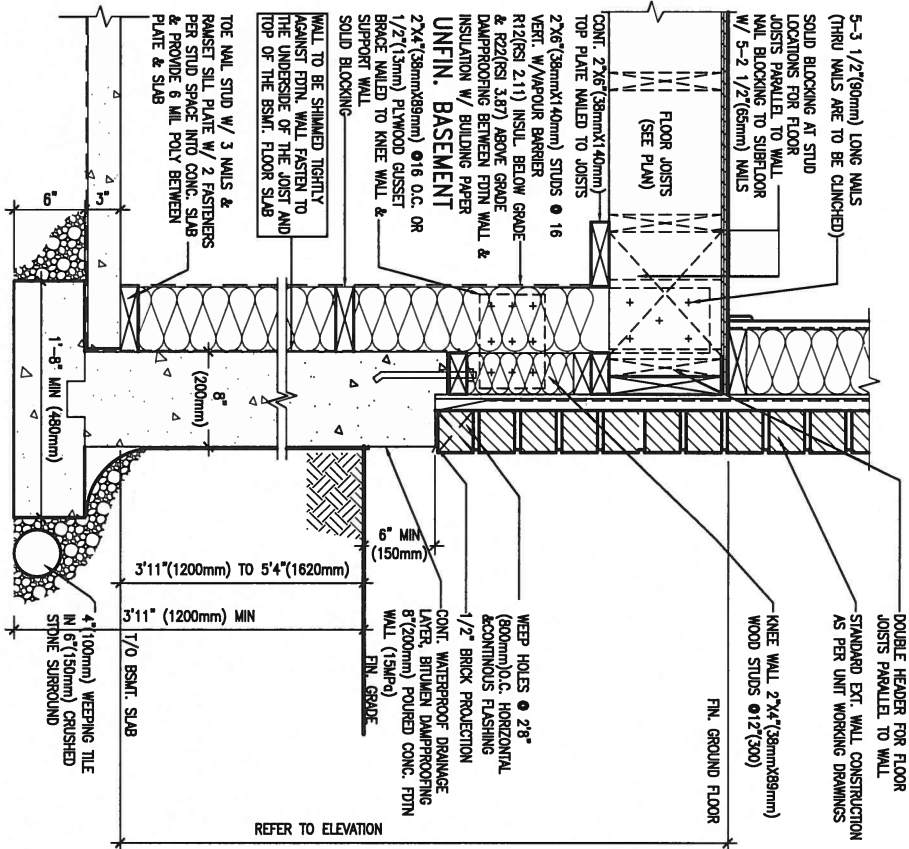 5-3 1/2"(90mm) LONG NAILS
(THRU NAILS ARE TO BE CLINCHED)
SOLID BLOCKING AT STUD
LOCATIONS FOR FLOOR
JOISTS PARALLEL TO WALL
NAIL BLOCKING TO SUBFLOOR
W/ 5-2 1/2"(65mm) NAILS
FLOOR JOISTS
(SEE PLAN)
CONT. 2"X6"(38mmX140mm)
TOP PLATE NAILED TO JOISTS
2"X6"(38mmX140mm) STUDS @ 16
VERT. W/VAPOUR BARRIER
R12(RSI 2.11) INSUL. BELOW GRADE
& R22(RSI 3.87) ABOVE GRADE
DAMPPROOFING BETWEEN FDTN WALL &
INSULATION W/ BUILDING PAPER
UNFIN. BASEMENT
2"X4"(38mmX89mm) @16 O.C. OR
1/2"(13mm) PLYWOOD GUSSET
BRACE NAILED TO KNEE WALL &
SUPPORT WALL
SOLID BLOCKING
WALL TO BE SHIMMED TIGHTLY
AGAINST FDTN. WALL FASTEN TO
THE UNDERSIDE OF THE JOIST AND
TOP OF THE BSMT. FLOOR SLAB
TOE NAIL STUD W/ 3 NAILS &
RAMSET SILL PLATE W/ 2 FASTENERS
PER STUD SPACE INTO CONC. SLAB
& PROVIDE 6 MIL POLY BETWEEN
PLATE & SLAB
6"
3"
1'-8" MIN (480mm)
8"
(200mm)
6" MIN
(150mm)
3'11"(1200mm) TO 5'4"(1620mm)
3'11" (1200mm) MIN
REFER TO ELEVATION
DOUBLE HEADER FOR FLOOR
JOISTS PARALLEL TO WALL
STANDARD EXT. WALL CONSTRUCTION
AS PER UNIT WORKING DRAWINGS
FIN. GROUND FLOOR
KNEE WALL 2"X4"(38mmX89mm)
WOOD STUDS @12"(300)
WEEP HOLES @ 2'8"
(800mm)O.C. HORIZONTAL
&CONTINOUS FLASHING
1/2" BRICK PROJECTION
CONT. WATERPROOF DRAINAGE
LAYER, BITUMEN DAMPPROOFING
8"(200mm) POURED CONC. FDTN
WALL (15MPa)
FIN. GRADE
T/O BSMT. SLAB
4"(100mm) WEEPING TILE
IN 6"(150mm) CRUSHED
STONE SURROUND